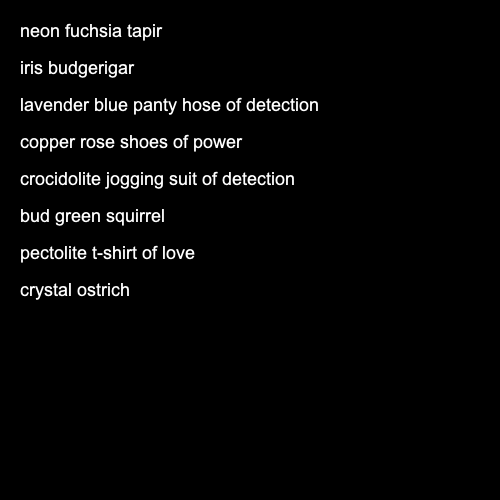 neon fuchsia tapir
iris budgerigar
lavender blue panty hose of detection
copper rose shoes of power
crocidolite jogging suit of detection
bud green squirrel
pectolite t-shirt of love
crystal ostrich